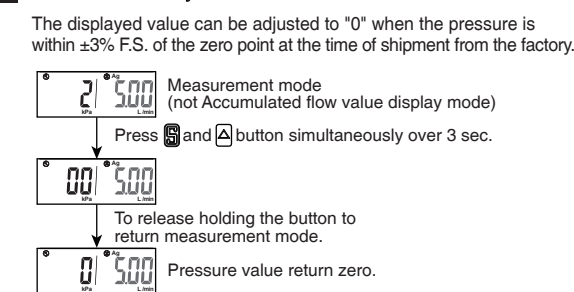 The displayed value can be adjusted to "0" when the pressure is
within ±3% F.S. of the zero point at the time of shipment from the factory.
2 kPa Ag 5.00 L /min
Measurement mode
(not Accumulated flow value display mode)
Press S and △ button simultaneously over 3 sec.
00 kPa Ag 5.00 L /min
To release holding the button to
return measurement mode.
0 kPa Ag 5.00 L /min
Pressure value return zero.